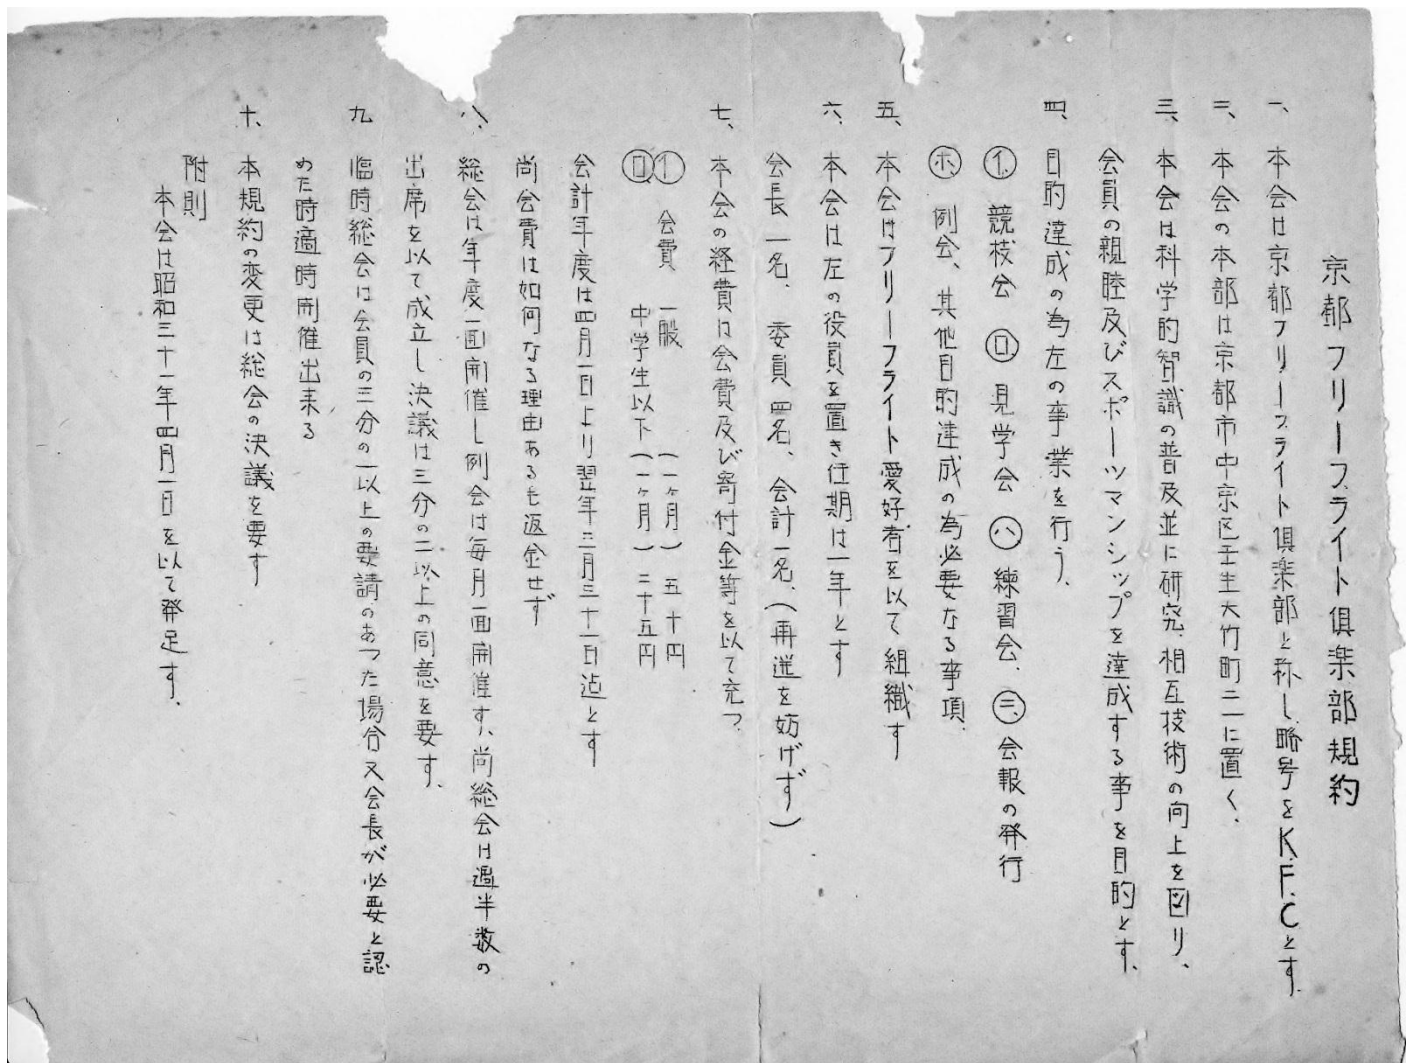 京都フリーフライト倶楽部規約
一、本会は京都フリーフライト倶楽部と称し略号をK.F.Cとす.
二、本会の本部は京都市中京区壬生大竹町二一に置く.
三、本会は科学的智識の普及並に研究、相互技術の向上を図り、
会員の親睦及びスポーツマンシップを達成する事を目的とす、
四、目的達成の為左の事業を行う、
㋑、競技会 ㋺、見学会 ㋩、練習会、㋥、会報の発行
㋭、例会、其他目的達成の為必要なる事項
五、本会はフリーフライト愛好者を以て組織す
六、本会は左の役員を置き任期は一年とす
会長一名、委員四名、会計一名、(再選を妨げず)
七、本会の経費は会費及び寄付金等を以て充つ
㋑、会費 一般 (一ヶ月) 五十円
㋺、中学生以下 (一ヶ月) 二十五円
会計年度は四月一日より翌年三月三十一日迄とす
尚会費は如何なる理由あるも返金せず
八、総会は年度一回開催し例会は毎月一回開催す、尚総会は過半数の
出席を以て成立し決議は三分の二以上の同意を要す.
九 臨時総会は会員の三分の一以上の要請のあった場合又会長が必要と認
めた時適時開催出来る
十、本規約の変更は総会の決議を要す
附則
本会は昭和三十一年四月一日を以て発足す.